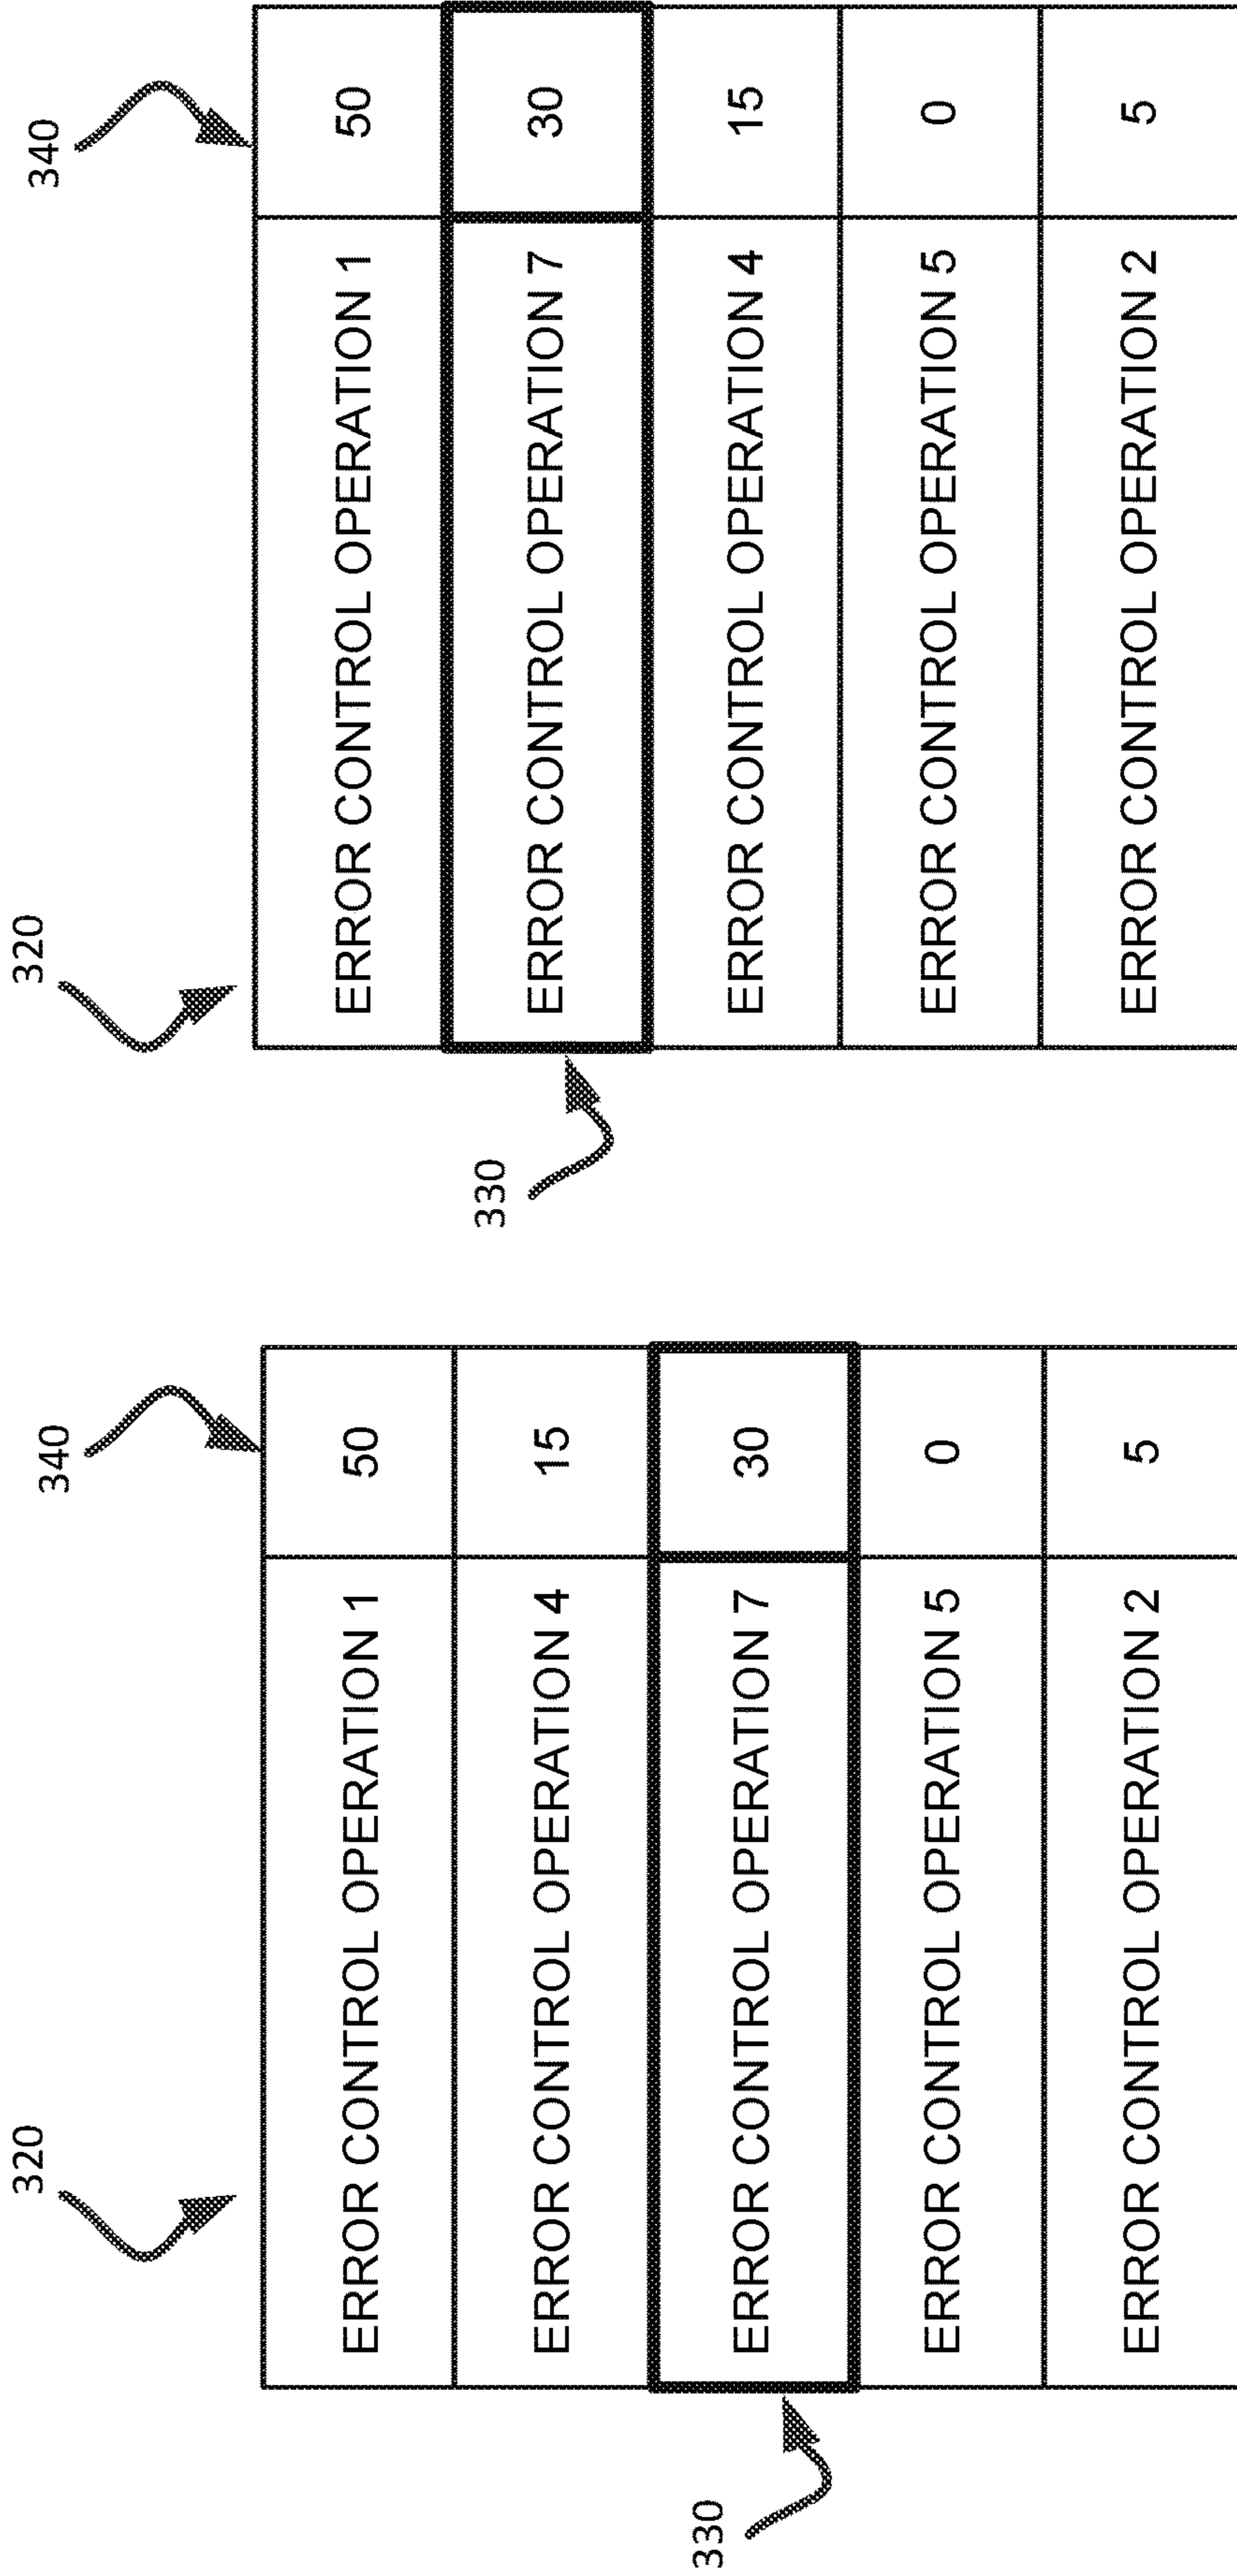 320
340
330
ERROR CONTROL OPERATION 1 50
ERROR CONTROL OPERATION 4 15
ERROR CONTROL OPERATION 7 30
ERROR CONTROL OPERATION 5 0
ERROR CONTROL OPERATION 2 5
320
340
330
ERROR CONTROL OPERATION 1 50
ERROR CONTROL OPERATION 7 30
ERROR CONTROL OPERATION 4 15
ERROR CONTROL OPERATION 5 0
ERROR CONTROL OPERATION 2 5